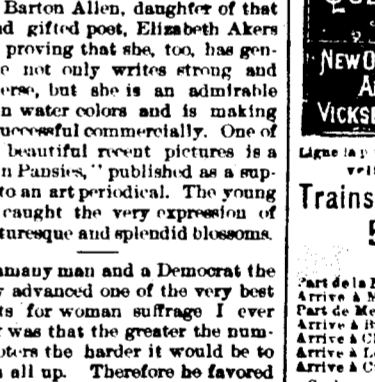 Barton Allen, daughter of that
nd gifted poet, Elizabeth Akers
proving that she, too, has gen-
e not only writes strong and
erse, but she is an admirable
n water colors and is making
uccessful commercially. One of
beautiful recent pictures is a
n Pansies," published as a sup-
to an art periodical. The young
caught the very expression of
turesque and splendid blossoms.
amany man and a Democrat the
y advanced one of the very best
ts for woman suffrage I ever
was that the greater the num-
oters the harder it would be to
all up. Therefore he favored
NEW O
VICKSB
Ligne la p
Trains
5
Part de la
Arrive à M
Part de Me
Arrive à B
Arrive à C
Arrive à L
Arrive à C